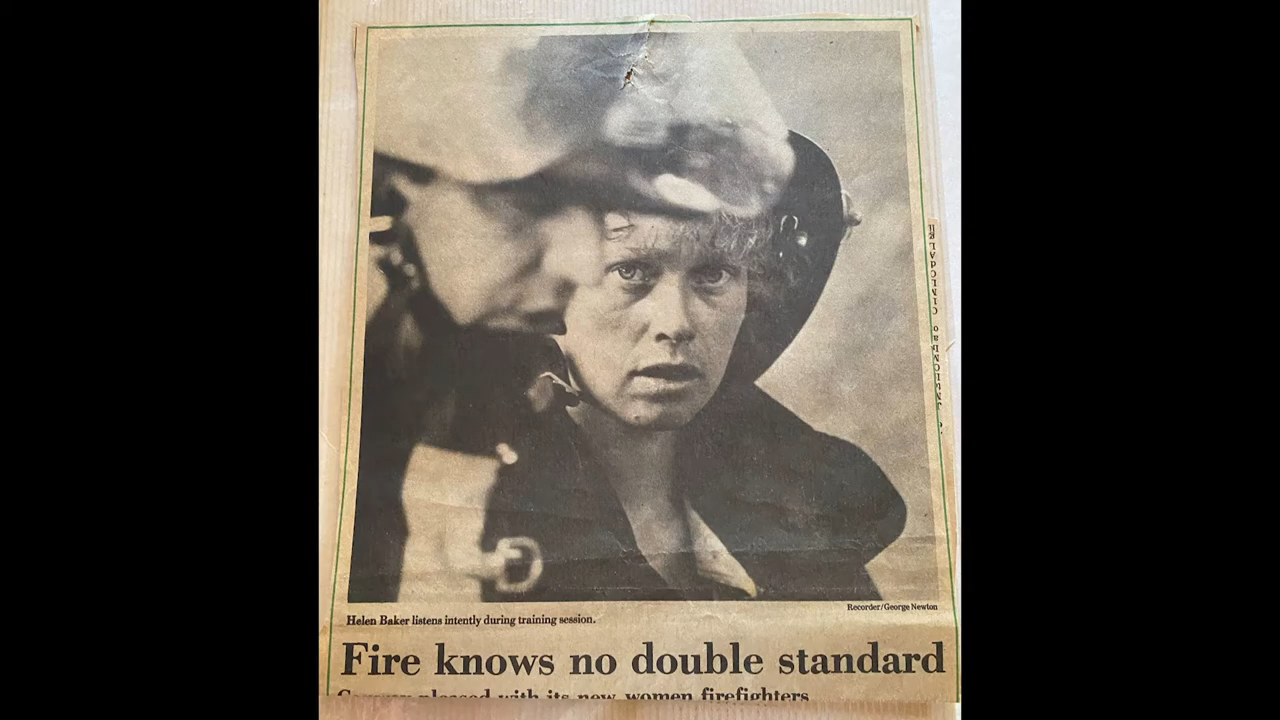 Recorder/George Newton
Helen Baker listens intently during training session.
Fire knows no double standard
pleased with its new women firefighters